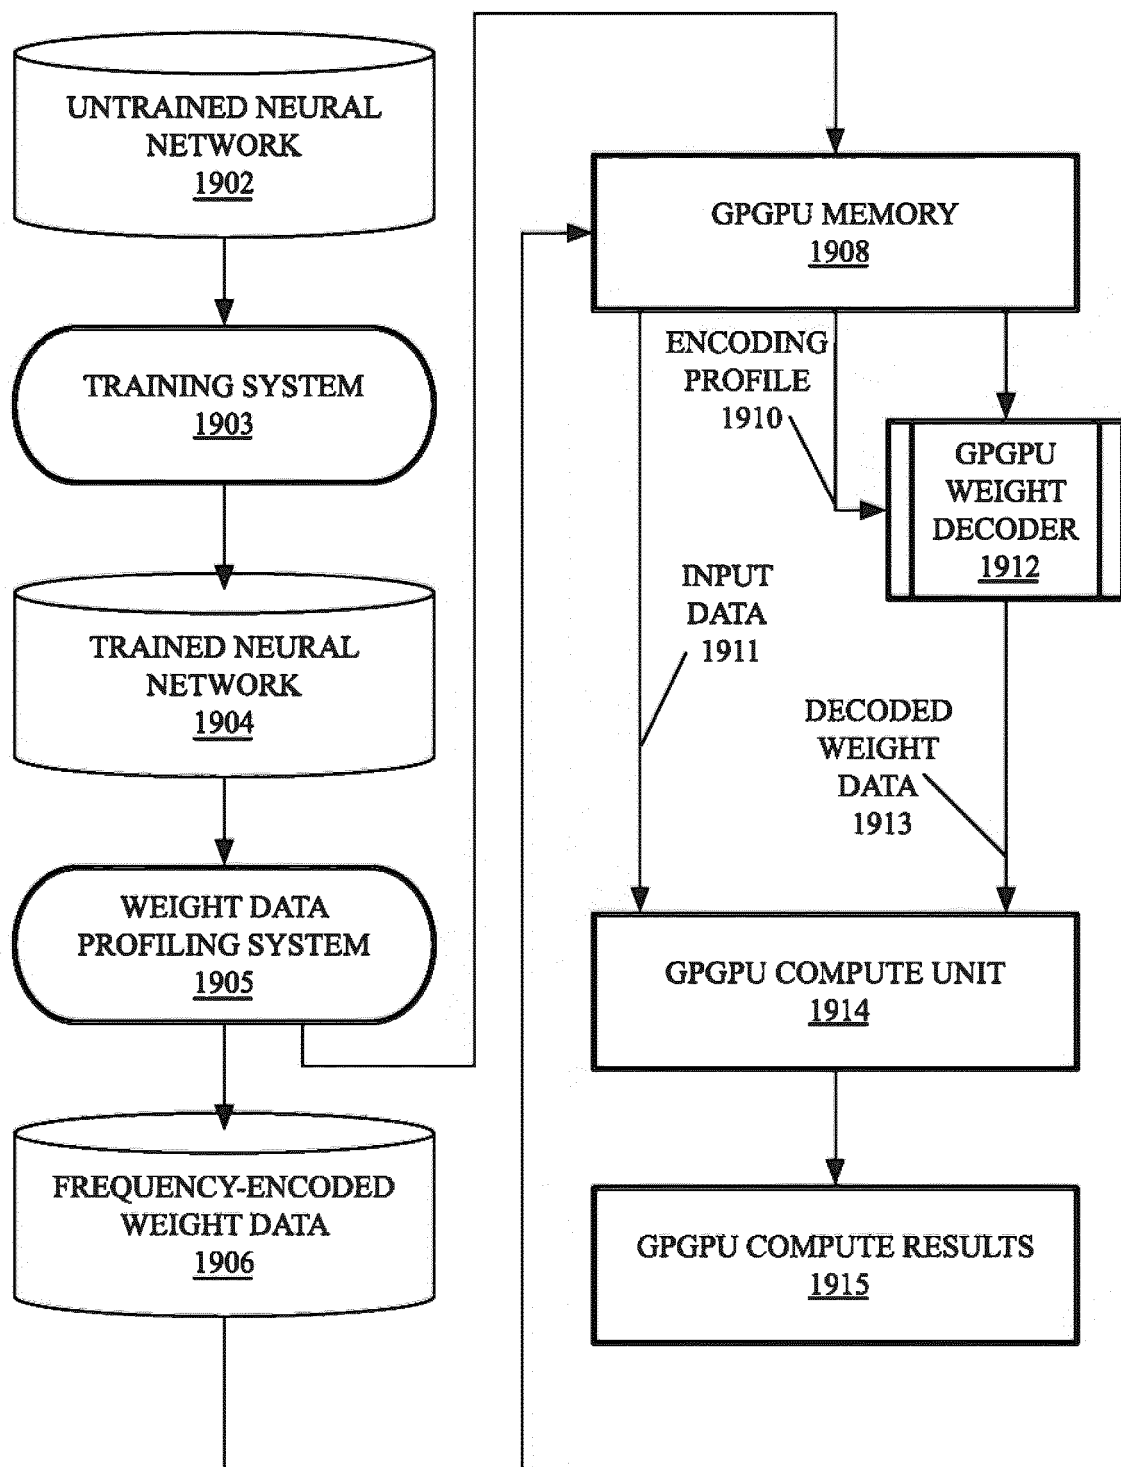 UNTRAINED NEURAL
NETWORK
1902
TRAINING SYSTEM
1903
TRAINED NEURAL
NETWORK
1904
WEIGHT DATA
PROFILING SYSTEM
1905
FREQUENCY-ENCODED
WEIGHT DATA
1906
GPGPU MEMORY
1908
ENCODING
PROFILE
1910
GPGPU
WEIGHT
DECODER
1912
INPUT
DATA
1911
DECODED
WEIGHT
DATA
1913
GPGPU COMPUTE UNIT
1914
GPGPU COMPUTE RESULTS
1915